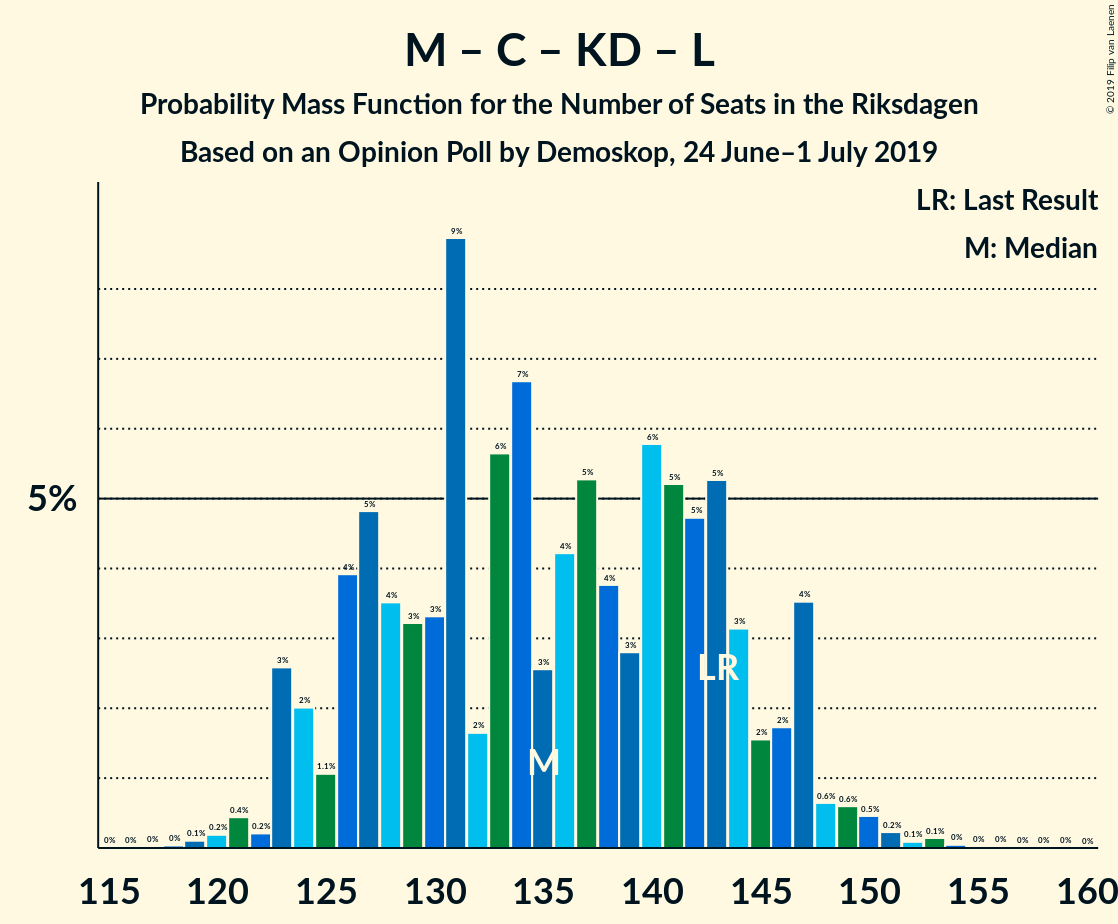 M – C – KD – L
Probability Mass Function for the Number of Seats in the Riksdagen
Based on an Opinion Poll by Demoskop, 24 June–1 July 2019
© 2019 Filip van Laenen
LR: Last Result
M: Median
5%
0% 0% 0% 0% 0.1% 0.2% 0.4% 0.2% 3% 2% 1.1% 4% 5% 4% 3% 3% 9% 2% 6% 7% 3% 4% 5% 4% 3% 6% 5% 5% 5% 3% 2% 2% 4% 0.6% 0.6% 0.5% 0.2% 0.1% 0.1% 0% 0% 0% 0% 0% 0% 0%
LR
M
115 120 125 130 135 140 145 150 155 160